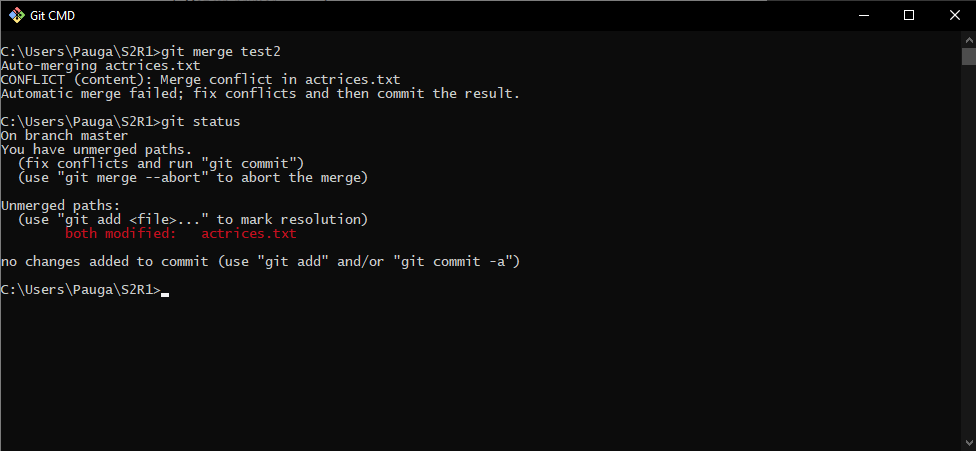 Git CMD
C:\Users\Pauga\S2R1>git merge test2
Auto-merging actrices.txt
CONFLICT (content): Merge conflict in actrices.txt
Automatic merge failed; fix conflicts and then commit the result.
C:\Users\Pauga\S2R1>git status
On branch master
You have unmerged paths.
  (fix conflicts and run "git commit")
  (use "git merge --abort" to abort the merge)
Unmerged paths:
  (use "git add <file>..." to mark resolution)
        both modified:   actrices.txt
no changes added to commit (use "git add" and/or "git commit -a")
C:\Users\Pauga\S2R1>